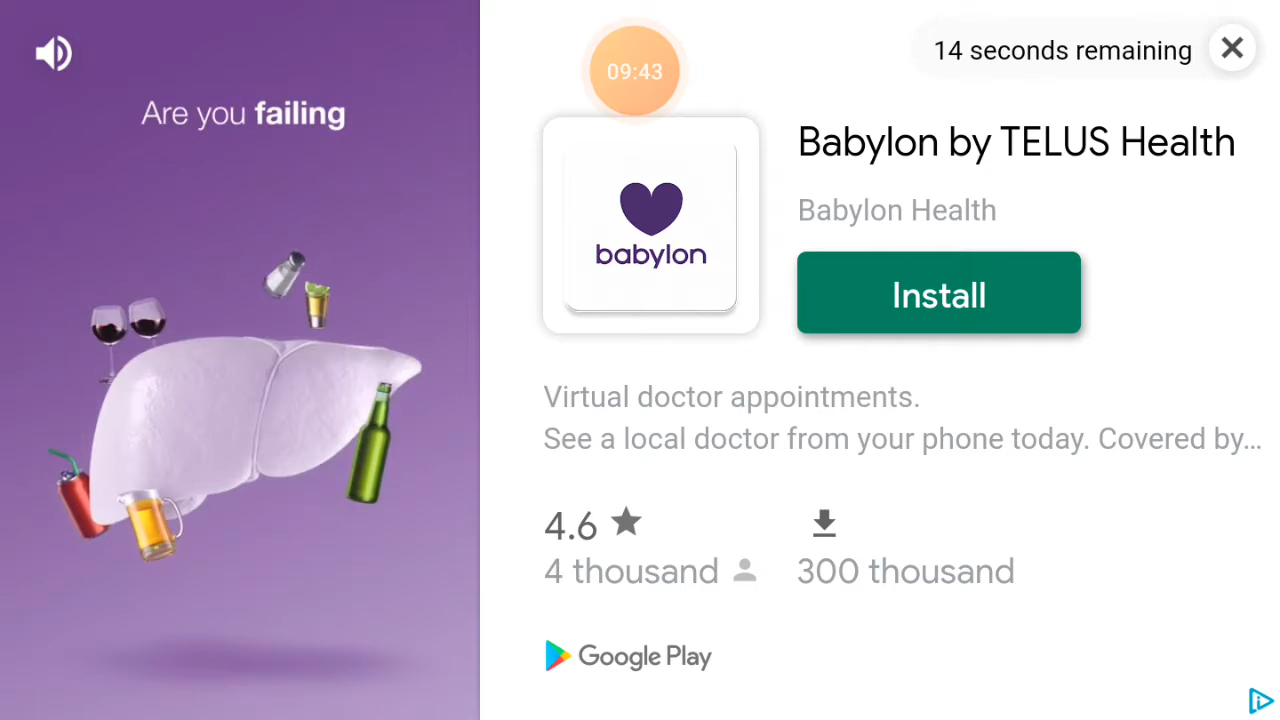 Are you failing
09:43
14 seconds remaining
babylon
Babylon by TELUS Health
Babylon Health
Install
Virtual doctor appointments.
See a local doctor from your phone today. Covered by...
4.6
4 thousand
300 thousand
Google Play